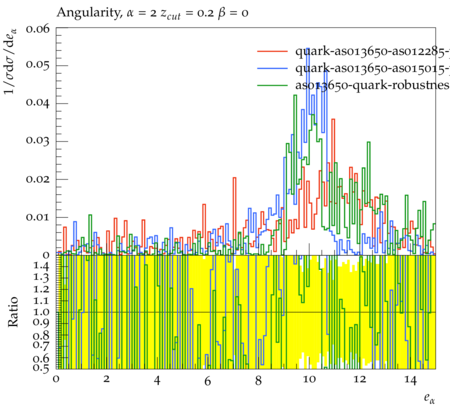 Angularity, α = 2 z_cut = 0.2 β = 0
1/σdσ/de_α
0.06
0.05
0.04
0.03
0.02
0.01
0
quark-as013650-as012285-
quark-as013650-as015015-
as013650-quark-robustnes
Ratio
1.4
1.3
1.2
1.1
1.0
0.9
0.8
0.7
0.6
0.5
0 2 4 6 8 10 12 14
e_α